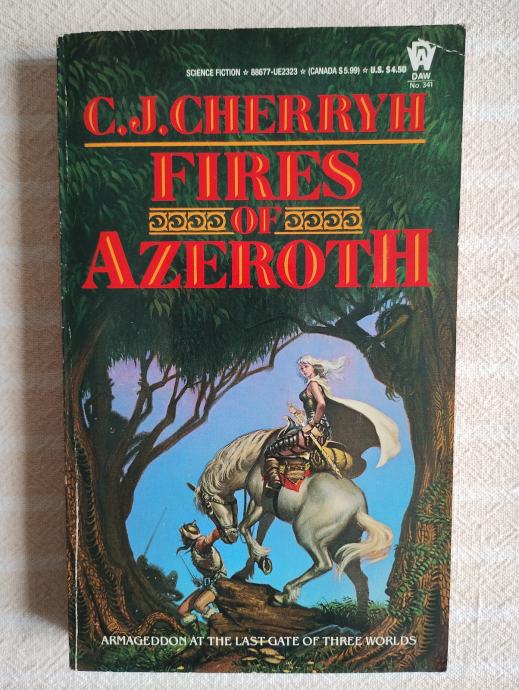 SCIENCE FICTION ★ 88677-UE2323 ★ (CANADA $5.99) ★ U.S. $4.50
DAW
No. 341
C.J. CHERRYH
FIRES
OF
AZEROTH
ARMAGEDDON AT THE LAST GATE OF THREE WORLDS